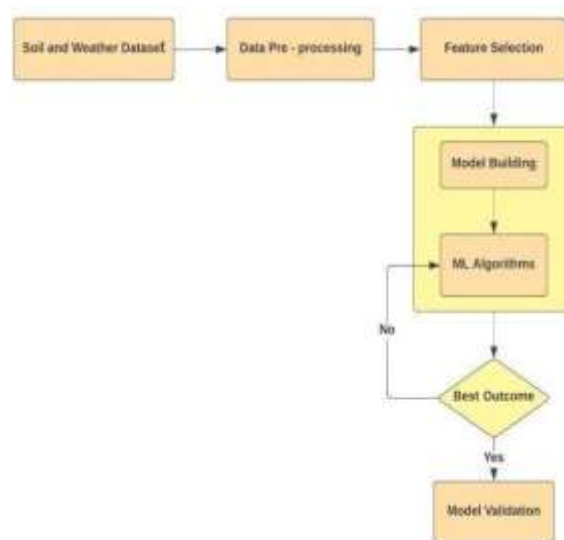 Soil and Weather Dataset
Data Pre - processing
Feature Selection
Model Building
ML Algorithms
No
Best Outcome
Yes
Model Validation